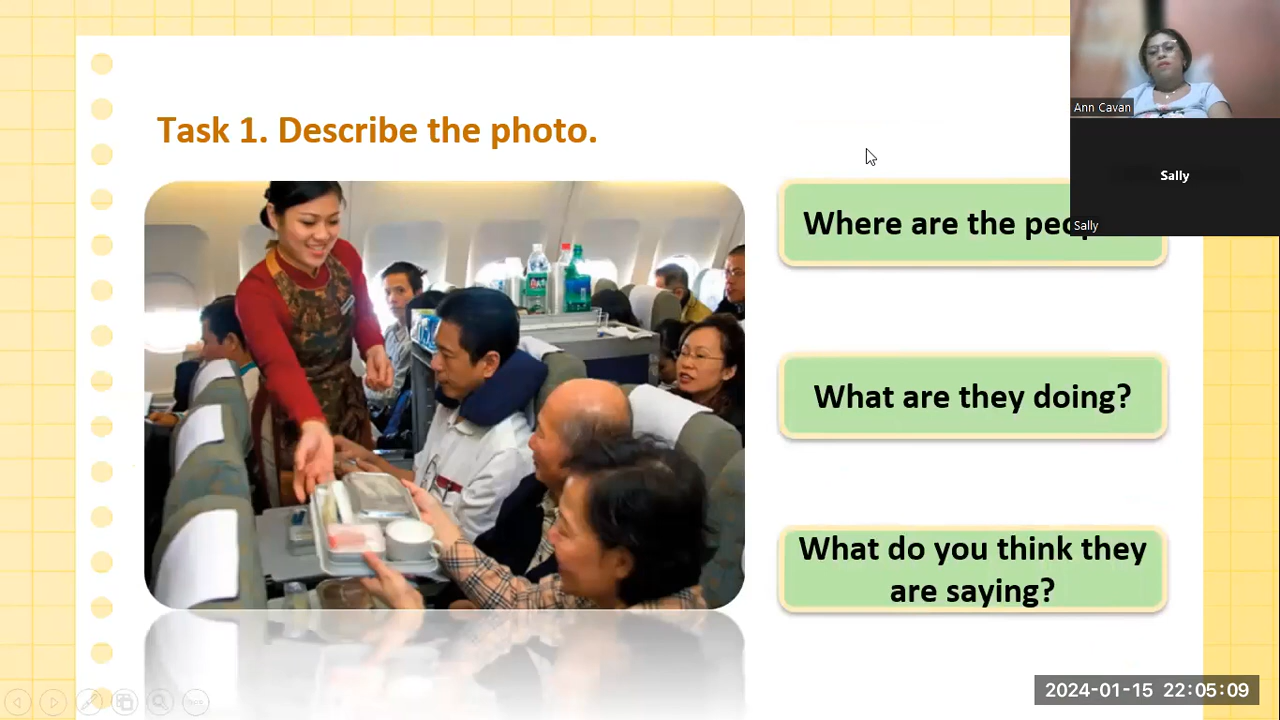 Task 1. Describe the photo.
Ann Cavan
Sally
Sally
Where are the
What are they doing?
What do you think they
are saying?
2024-01-15 22:05:09